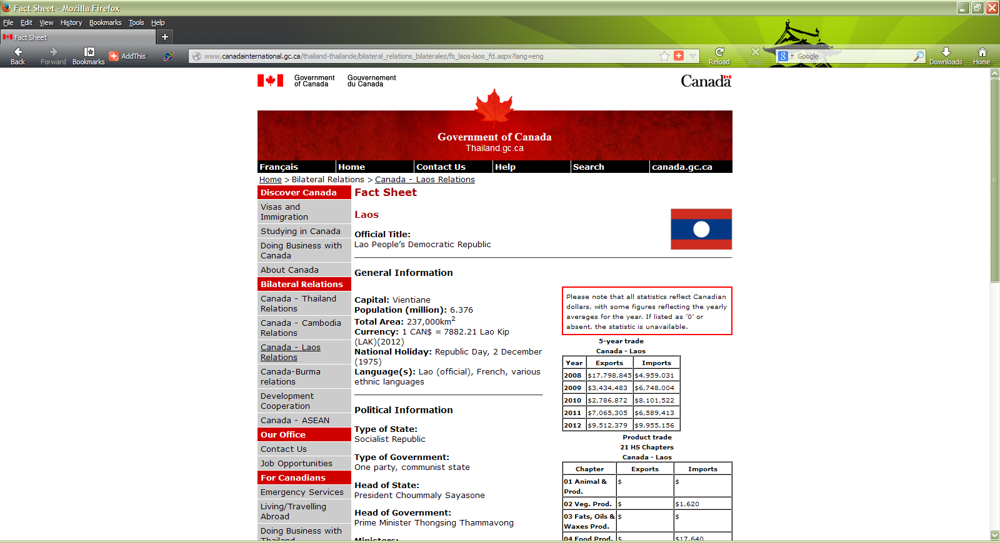 Fact Sheet - Mozilla Firefox
File Edit View History Bookmarks Tools Help
Fact Sheet
Back Forward Bookmarks AddThis www.canadainternational.gc.ca/thailand-thailande/bilateral_relations_bilaterales/fs_laos-laos_fd.aspx?lang=eng Reload Stop Google Downloads Home
Government of Canada
Gouvernement du Canada
Canada
Government of Canada
Thailand.gc.ca
Français Home Contact Us Help Search canada.gc.ca
Home > Bilateral Relations > Canada - Laos Relations
Discover Canada
Visas and
Immigration
Studying in Canada
Doing Business with
Canada
About Canada
Bilateral Relations
Canada - Thailand
Relations
Canada - Cambodia
Relations
Canada - Laos
Relations
Canada-Burma
relations
Development
Cooperation
Canada - ASEAN
Our Office
Contact Us
Job Opportunities
For Canadians
Emergency Services
Living/Travelling
Abroad
Doing Business with
Thailand
Fact Sheet
Laos
Official Title:
Lao People’s Democratic Republic
General Information
Capital: Vientiane
Population (million): 6.376
Total Area: 237,000km2
Currency: 1 CAN$ = 7882.21 Lao Kip
(LAK)(2012)
National Holiday: Republic Day, 2 December
(1975)
Language(s): Lao (official), French, various
ethnic languages
Political Information
Type of State:
Socialist Republic
Type of Government:
One party, communist state
Head of State:
President Choummaly Sayasone
Head of Government:
Prime Minister Thongsing Thammavong
Ministers:
Please note that all statistics reflect Canadian
dollars, with some figures reflecting the yearly
averages for the year. If listed as ‘0’ or
absent, the statistic is unavailable.
5-year trade
Canada - Laos
Year Exports Imports
2008 $17,798,845 $4,959,031
2009 $3,434,483 $6,748,004
2010 $2,786,872 $8,101,522
2011 $7,065,305 $6,589,413
2012 $9,512,379 $9,955,156
Product trade
21 HS Chapters
Canada - Laos
Chapter Exports Imports
01 Animal & $ $
Prod.
02 Veg. Prod. $ $1,620
03 Fats, Oils & $ $
Waxes Prod.
04 Food Prod. $ $17,640